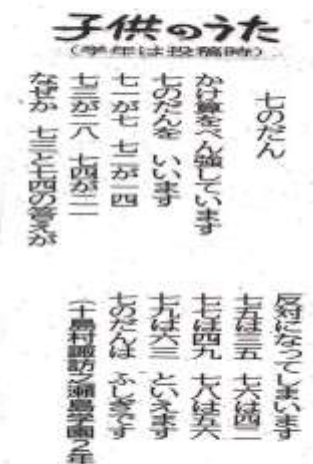 子供のうた
(学年は投稿時)
七のだん
かけ算をべん強しています
七のだんを いいます
七一が七 七二が一四
七三が二八 七四が二一
なぜか 七三と七四の答えが
反対になってしまいます
七五は三五 七六は四二
七七は四九 七八は五六
七九は六三 といえます
七のだんは ふしぎです
(十島村諏訪之瀬島学園2年